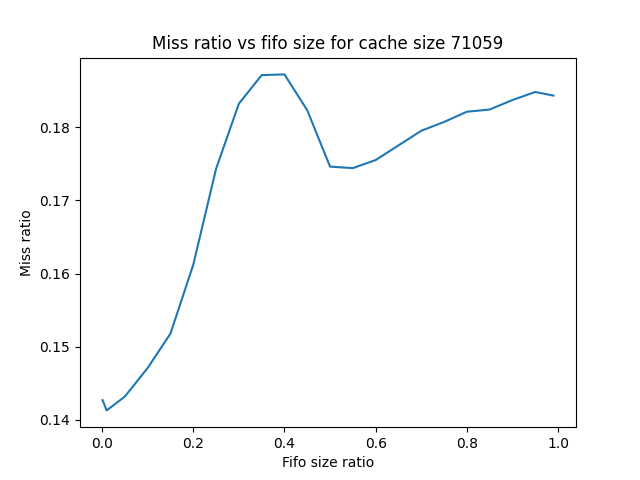 Miss ratio vs fifo size for cache size 71059
0.18
0.17
0.16
0.15
0.14
Miss ratio
0.0 0.2 0.4 0.6 0.8 1.0
Fifo size ratio